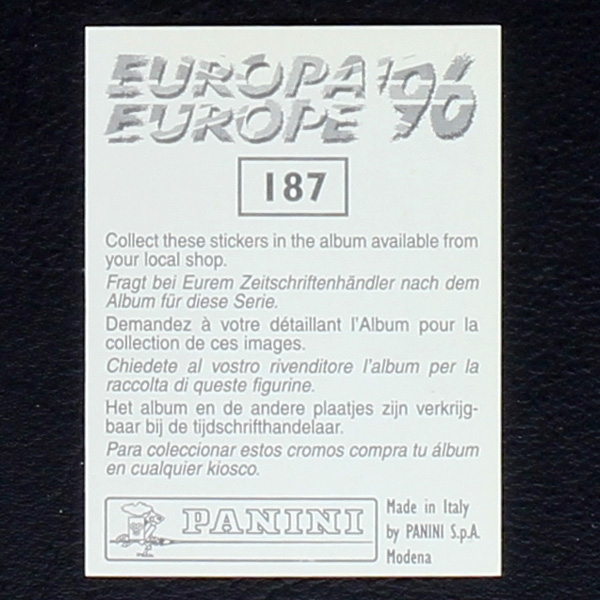 EUROPA '96
EUROPE
187
Collect these stickers in the album available from
your local shop.
Fragt bei Eurem Zeitschriftenhändler nach dem
Album für diese Serie.
Demandez à votre détaillant l'Album pour la
collection de ces images.
Chiedete al vostro rivenditore l'album per la
raccolta di queste figurine.
Het album en de andere plaatjes zijn verkrijg-
baar bij de tijdschrifthandelaar.
Para coleccionar estos cromos compra tu álbum
en cualquier kiosco.
PANINI
Made in Italy
by PANINI S.p.A.
Modena